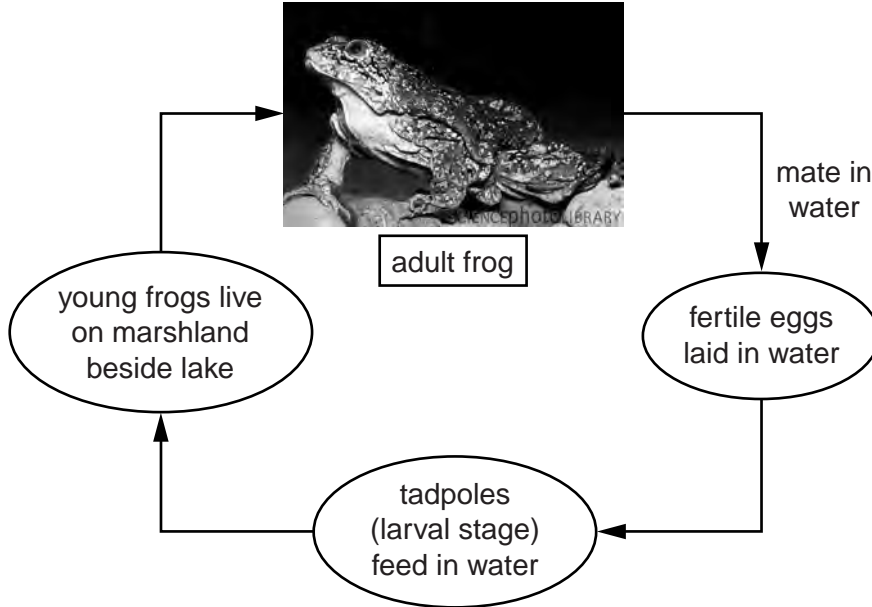 SCIENCEphotoLIBRARY
adult frog
mate in
water
fertile eggs
laid in water
tadpoles
(larval stage)
feed in water
young frogs live
on marshland
beside lake